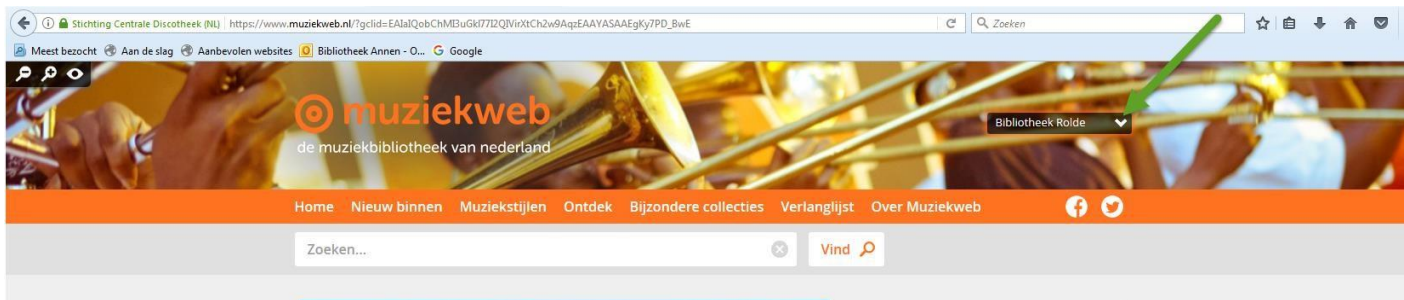 Stichting Centrale Discotheek (NL) https://www.muziekweb.nl/?gclid=EAIaIQobChMI3uGkl77I2QIVirXtCh2w9AqzEAAYASAAEgKy7PD_BwE Zoeken
Meest bezocht Aan de slag Aanbevolen websites Bibliotheek Annen - O... Google
muziekweb
de muziekbibliotheek van nederland
Bibliotheek Rolde
Home Nieuw binnen Muziekstijlen Ontdek Bijzondere collecties Verlanglijst Over Muziekweb
Zoeken... Vind